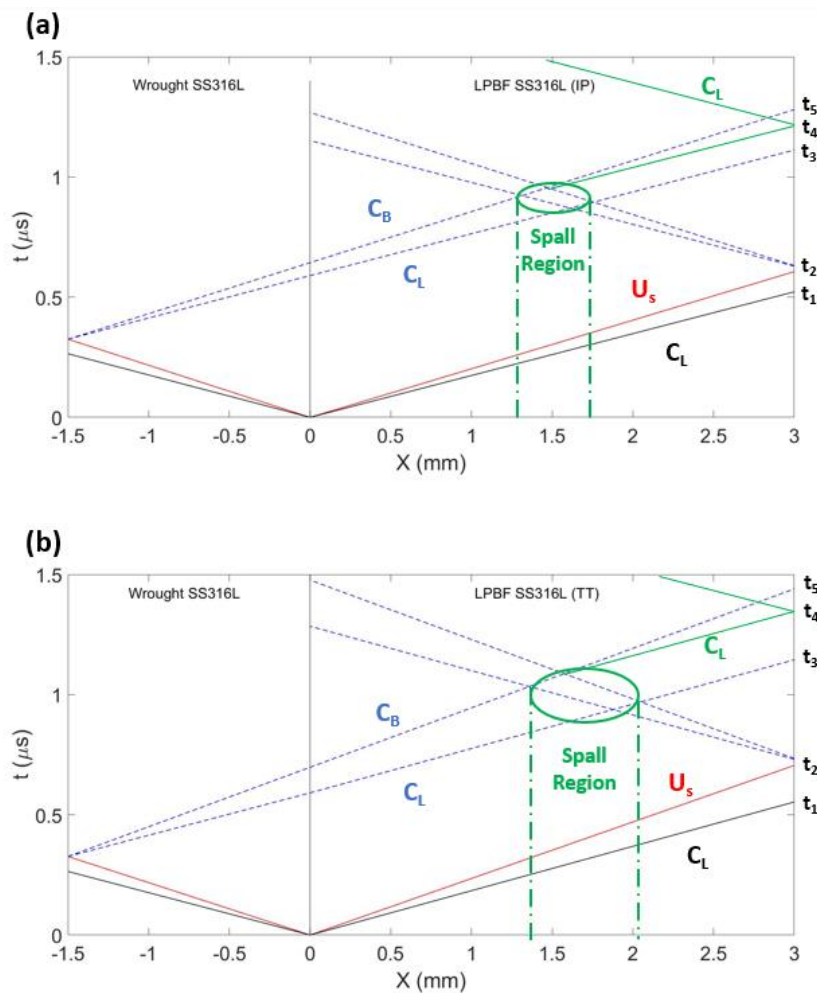 (a)
1.5
Wrought SS316L
LPBF SS316L (IP)
C_L
t_5
t_4
t_3
1
C_B
t (μs)
Spall
Region
C_L
t_2
0.5
U_s
t_1
C_L
0
-1.5 -1 -0.5 0 0.5 1 1.5 2 2.5 3
X (mm)
(b)
1.5
Wrought SS316L
LPBF SS316L (TT)
t_5
t_4
C_L
t_3
1
C_B
t (μs)
Spall
Region
C_L
t_2
U_s
0.5
t_1
C_L
0
-1.5 -1 -0.5 0 0.5 1 1.5 2 2.5 3
X (mm)